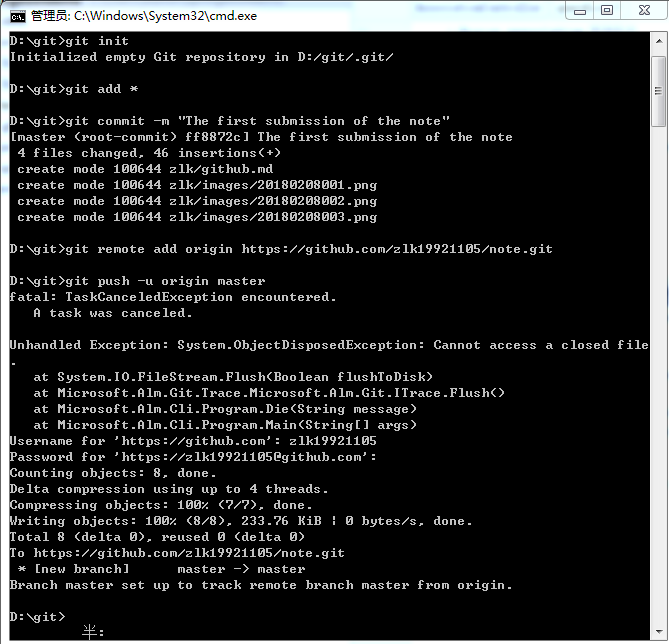 管理员: C:\Windows\System32\cmd.exe
D:\git>git init
Initialized empty Git repository in D:/git/.git/
D:\git>git add *
D:\git>git commit -m "The first submission of the note"
[master (root-commit) ff8872c] The first submission of the note
 4 files changed, 46 insertions(+)
 create mode 100644 zlk/github.md
 create mode 100644 zlk/images/20180208001.png
 create mode 100644 zlk/images/20180208002.png
 create mode 100644 zlk/images/20180208003.png
D:\git>git remote add origin https://github.com/zlk19921105/note.git
D:\git>git push -u origin master
fatal: TaskCanceledException encountered.
   A task was canceled.
Unhandled Exception: System.ObjectDisposedException: Cannot access a closed file
.
   at System.IO.FileStream.Flush(Boolean flushToDisk)
   at Microsoft.Alm.Git.Trace.Microsoft.Alm.Git.ITrace.Flush()
   at Microsoft.Alm.Cli.Program.Die(String message)
   at Microsoft.Alm.Cli.Program.Main(String[] args)
Username for 'https://github.com': zlk19921105
Password for 'https://zlk19921105@github.com':
Counting objects: 8, done.
Delta compression using up to 4 threads.
Compressing objects: 100% (7/7), done.
Writing objects: 100% (8/8), 233.76 KiB | 0 bytes/s, done.
Total 8 (delta 0), reused 0 (delta 0)
To https://github.com/zlk19921105/note.git
 * [new branch]      master -> master
Branch master set up to track remote branch master from origin.
D:\git>
半: